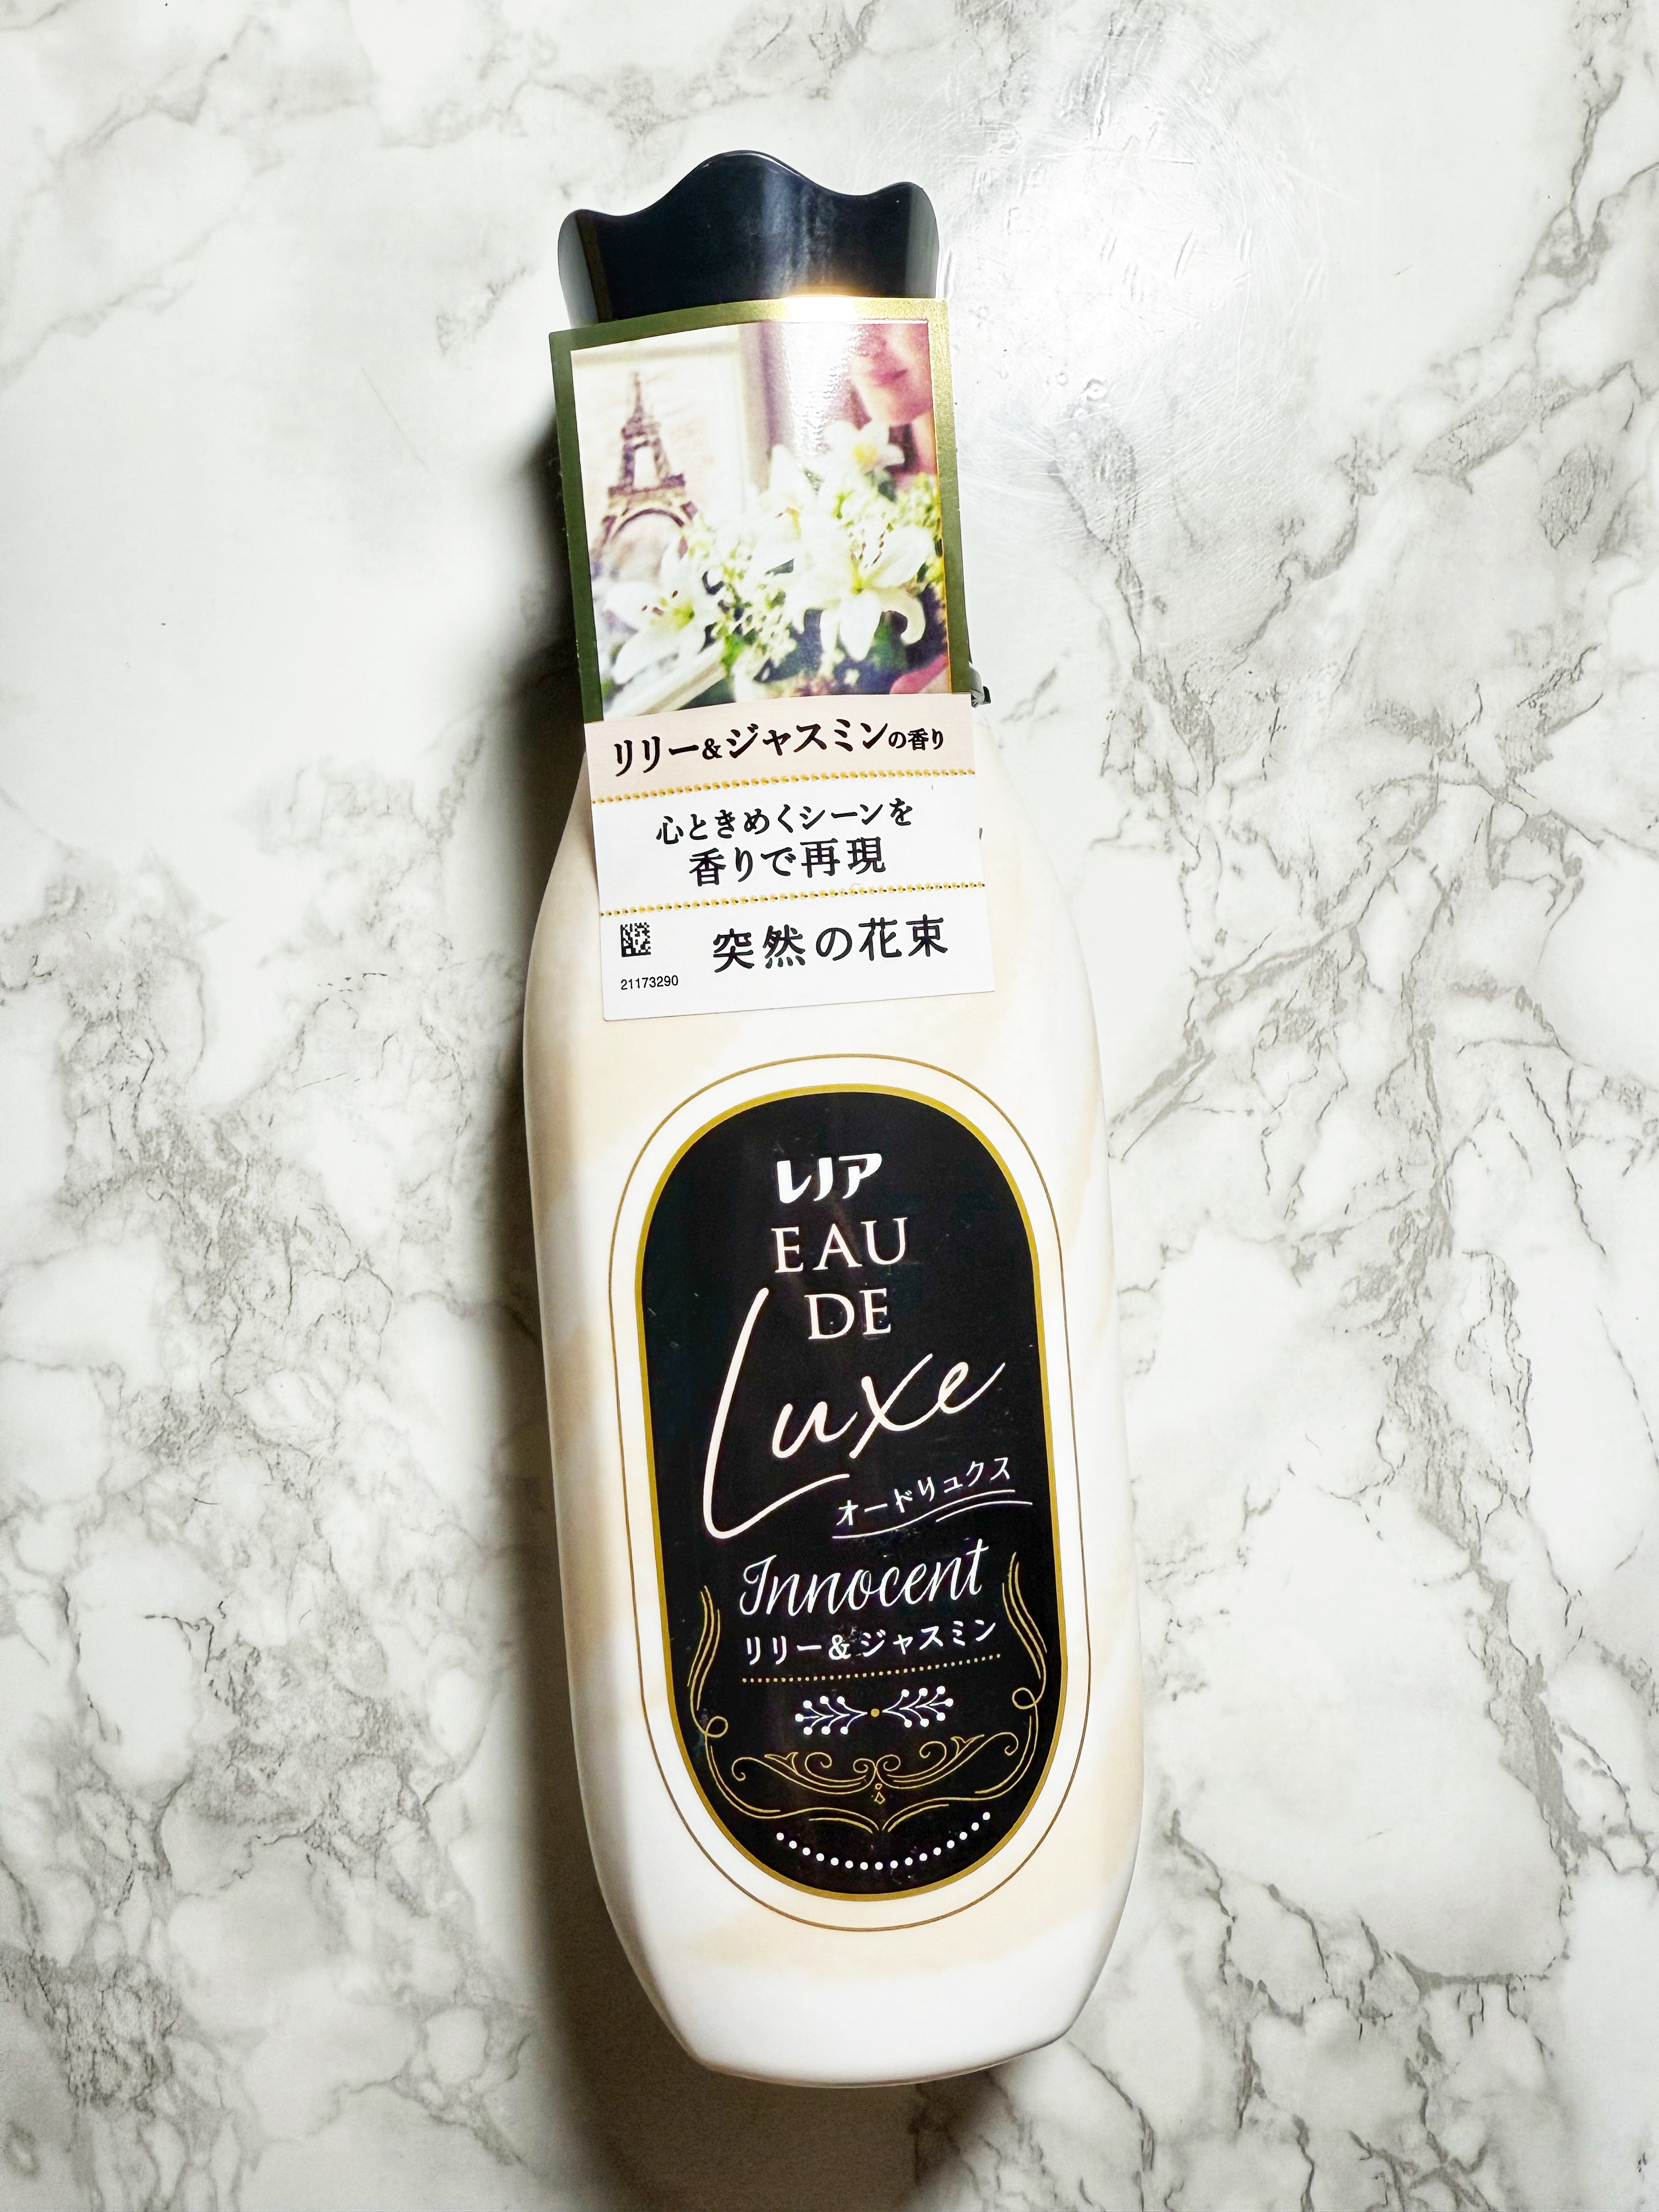 リリー&ジャスミンの香り
心ときめくシーンを
香りで再現
突然の花束
21173290
レノア
EAU
DE
Luxe
オードリュクス
Innocent
リリー&ジャスミン